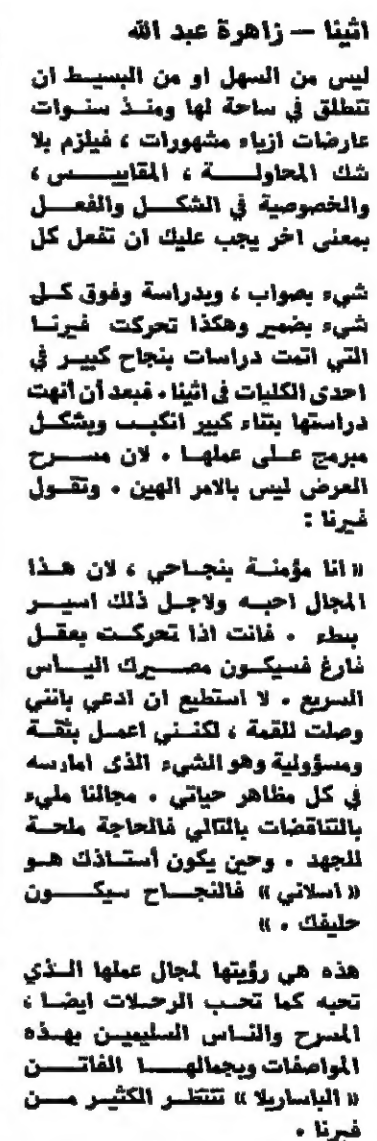 اثينا — زاهرة عبد الله
ليس من السهل او من البسيط ان
تنطلق في ساحة لها ومنذ سنوات
عارضات ازياء مشهورات ، فيلزم بلا
شك المحاولة ، المقاييس ،
والخصوصية في الشكل والفعل
بمعنى اخر يجب عليك ان تفعل كل
شيء بصواب ، وبدراسة وفوق كل
شيء بضمير وهكذا تحركت فيرنا
التي اتمت دراسات بنجاح كبير في
احدى الكليات في اثينا . فبعد أن أنهت
دراستها بثناء كبير انكبت وبشكل
مبرمج على عملها . لان مسرح
العرض ليس بالامر الهين . وتقول
فيرنا :
« انا مؤمنة بنجاحي ، لان هذا
المجال احبه ولاجل ذلك اسير
ببطء . فانت اذا تحركت بعقل
فارغ فسيكون مصيرك اليأس
السريع . لا استطيع ان ادعي بانني
وصلت للقمة ، لكنني اعمل بثقة
ومسؤولية وهو الشيء الذى امارسه
في كل مظاهر حياتي . مجالنا مليء
بالتناقضات بالتالي فالحاجة ملحة
للجهد . وحين يكون أستاذك هو
« اسلاني » فالنجاح سيكون
حليفك . »
هذه هي رؤيتها لمجال عملها الذي
تحبه كما تحب الرحلات ايضا ،
المسرح والناس السليمين بهذه
المواصفات وبجمالها الفاتن
« الباساريلا » تنتظر الكثير من
فيرنا .